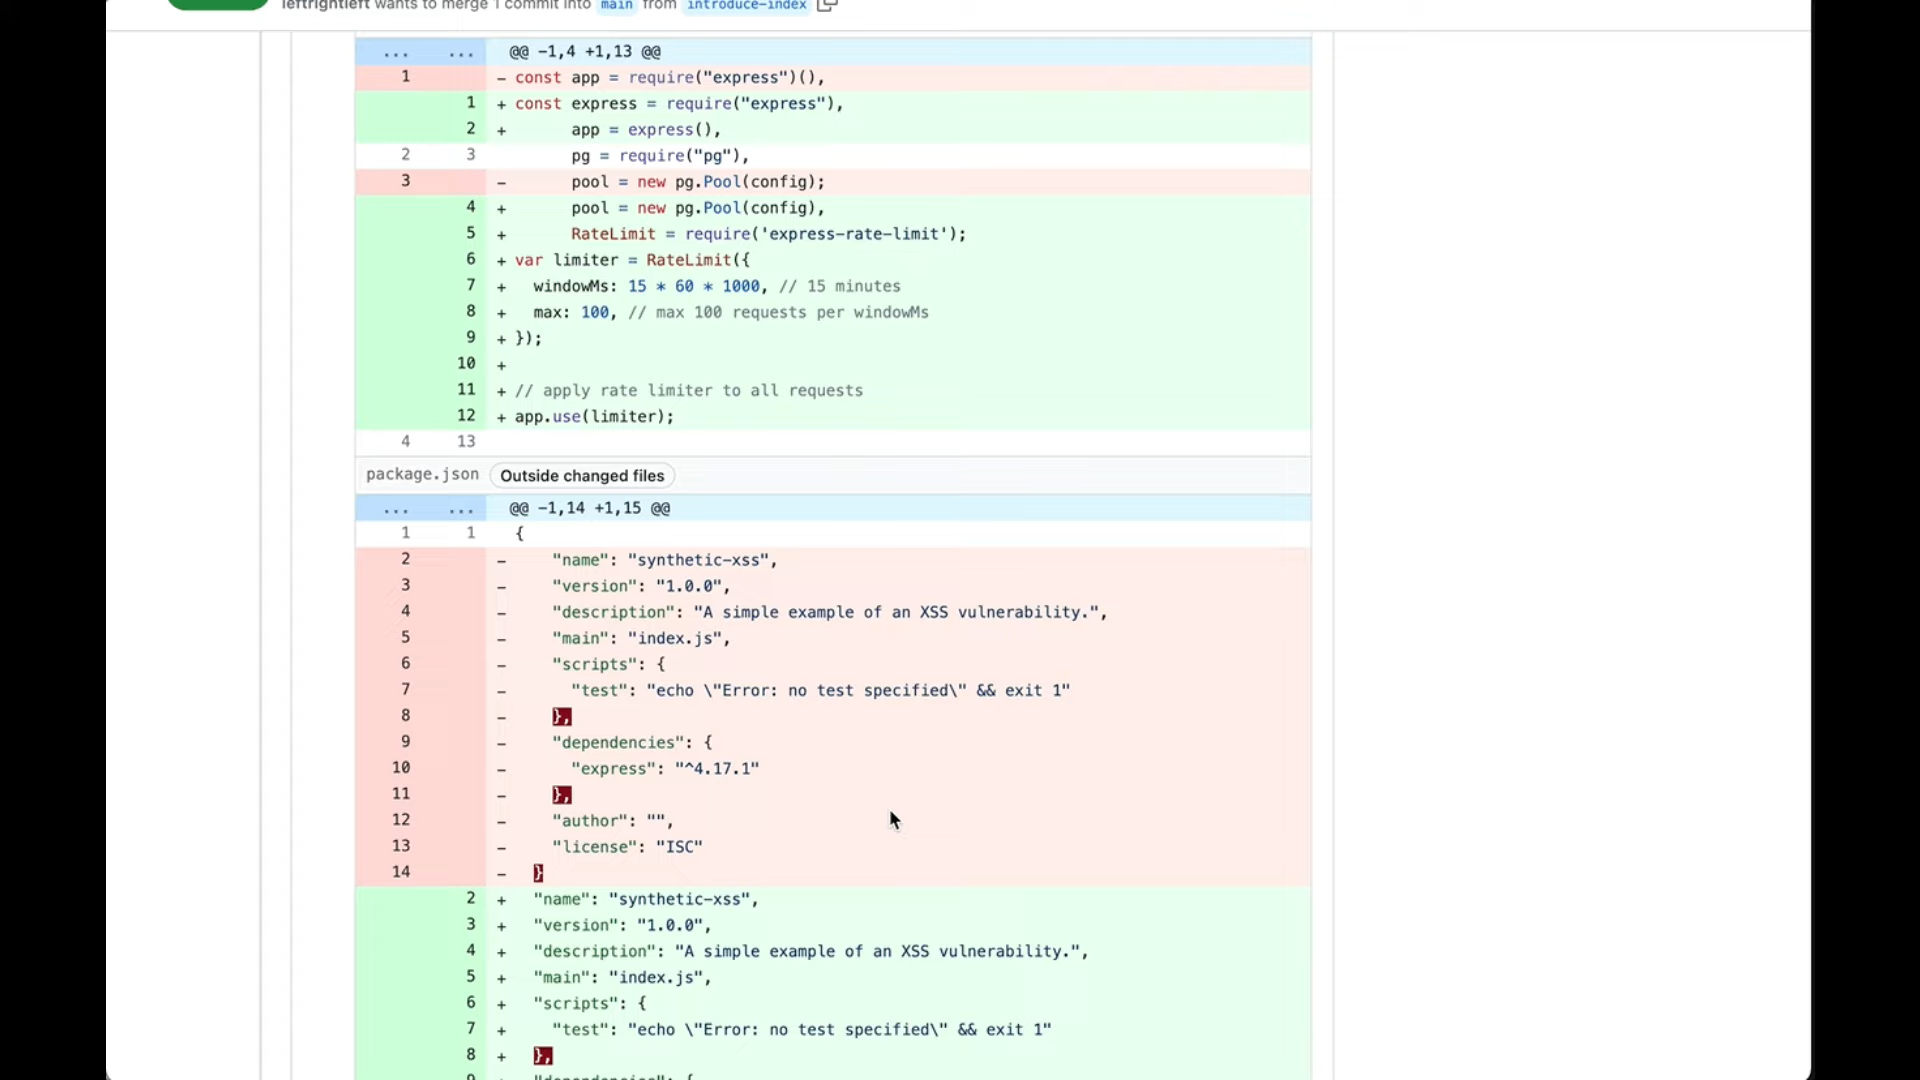 leftrightleft wants to merge 1 commit into main from introduce-index
... ... @@ -1,4 +1,13 @@
1 - const app = require("express")(),
1 + const express = require("express"),
2 + app = express(),
2 3 pg = require("pg"),
3 - pool = new pg.Pool(config);
4 + pool = new pg.Pool(config),
5 + RateLimit = require('express-rate-limit');
6 + var limiter = RateLimit({
7 + windowMs: 15 * 60 * 1000, // 15 minutes
8 + max: 100, // max 100 requests per windowMs
9 + });
10 +
11 + // apply rate limiter to all requests
12 + app.use(limiter);
4 13
package.json Outside changed files
... ... @@ -1,14 +1,15 @@
1 1 {
2 - "name": "synthetic-xss",
3 - "version": "1.0.0",
4 - "description": "A simple example of an XSS vulnerability.",
5 - "main": "index.js",
6 - "scripts": {
7 - "test": "echo \"Error: no test specified\" && exit 1"
8 - },
9 - "dependencies": {
10 - "express": "^4.17.1"
11 - },
12 - "author": "",
13 - "license": "ISC"
14 - }
2 + "name": "synthetic-xss",
3 + "version": "1.0.0",
4 + "description": "A simple example of an XSS vulnerability.",
5 + "main": "index.js",
6 + "scripts": {
7 + "test": "echo \"Error: no test specified\" && exit 1"
8 + },
9 "dependencies": {